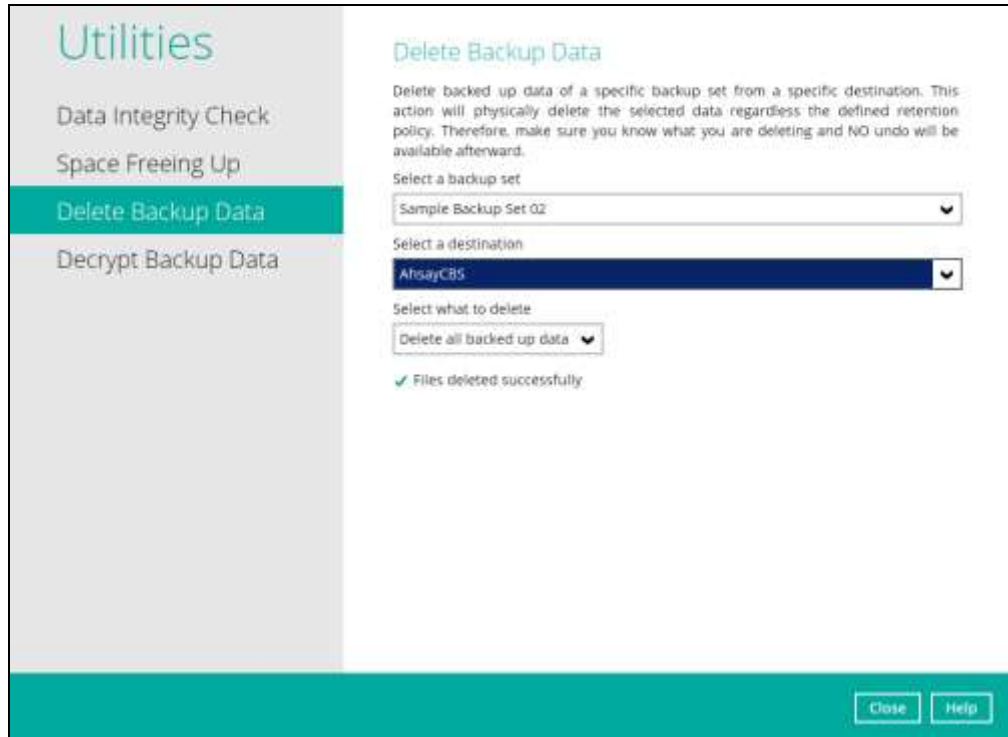 Utilities
Data Integrity Check
Space Freeing Up
Delete Backup Data
Decrypt Backup Data
Delete Backup Data
Delete backed up data of a specific backup set from a specific destination. This
action will physically delete the selected data regardless the defined retention
policy. Therefore, make sure you know what you are deleting and NO undo will be
available afterward.
Select a backup set
Sample Backup Set 02
Select a destination
AhsayCBS
Select what to delete
Delete all backed up data
Files deleted successfully
Close
Help